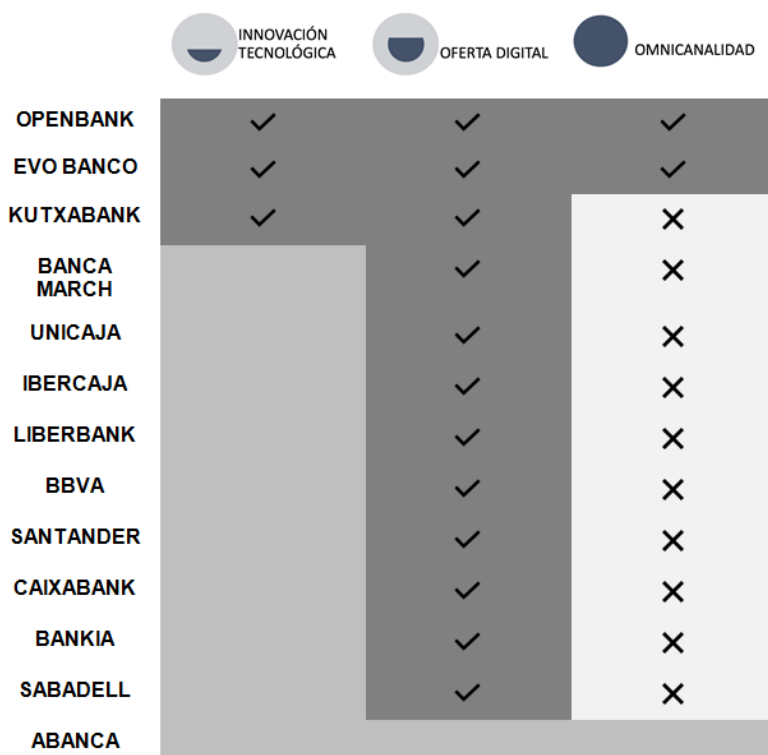 INNOVACIÓN
TECNOLÓGICA
OFERTA DIGITAL
OMNICANALIDAD
OPENBANK
EVO BANCO
KUTXABANK
BANCA
MARCH
UNICAJA
IBERCAJA
LIBERBANK
BBVA
SANTANDER
CAIXABANK
BANKIA
SABADELL
ABANCA